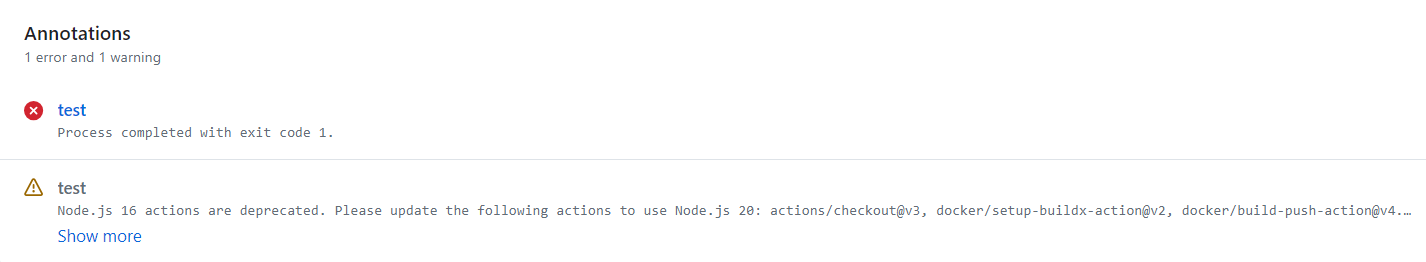 Annotations
1 error and 1 warning
test
Process completed with exit code 1.
test
Node.js 16 actions are deprecated. Please update the following actions to use Node.js 20: actions/checkout@v3, docker/setup-buildx-action@v2, docker/build-push-action@v4.…
Show more